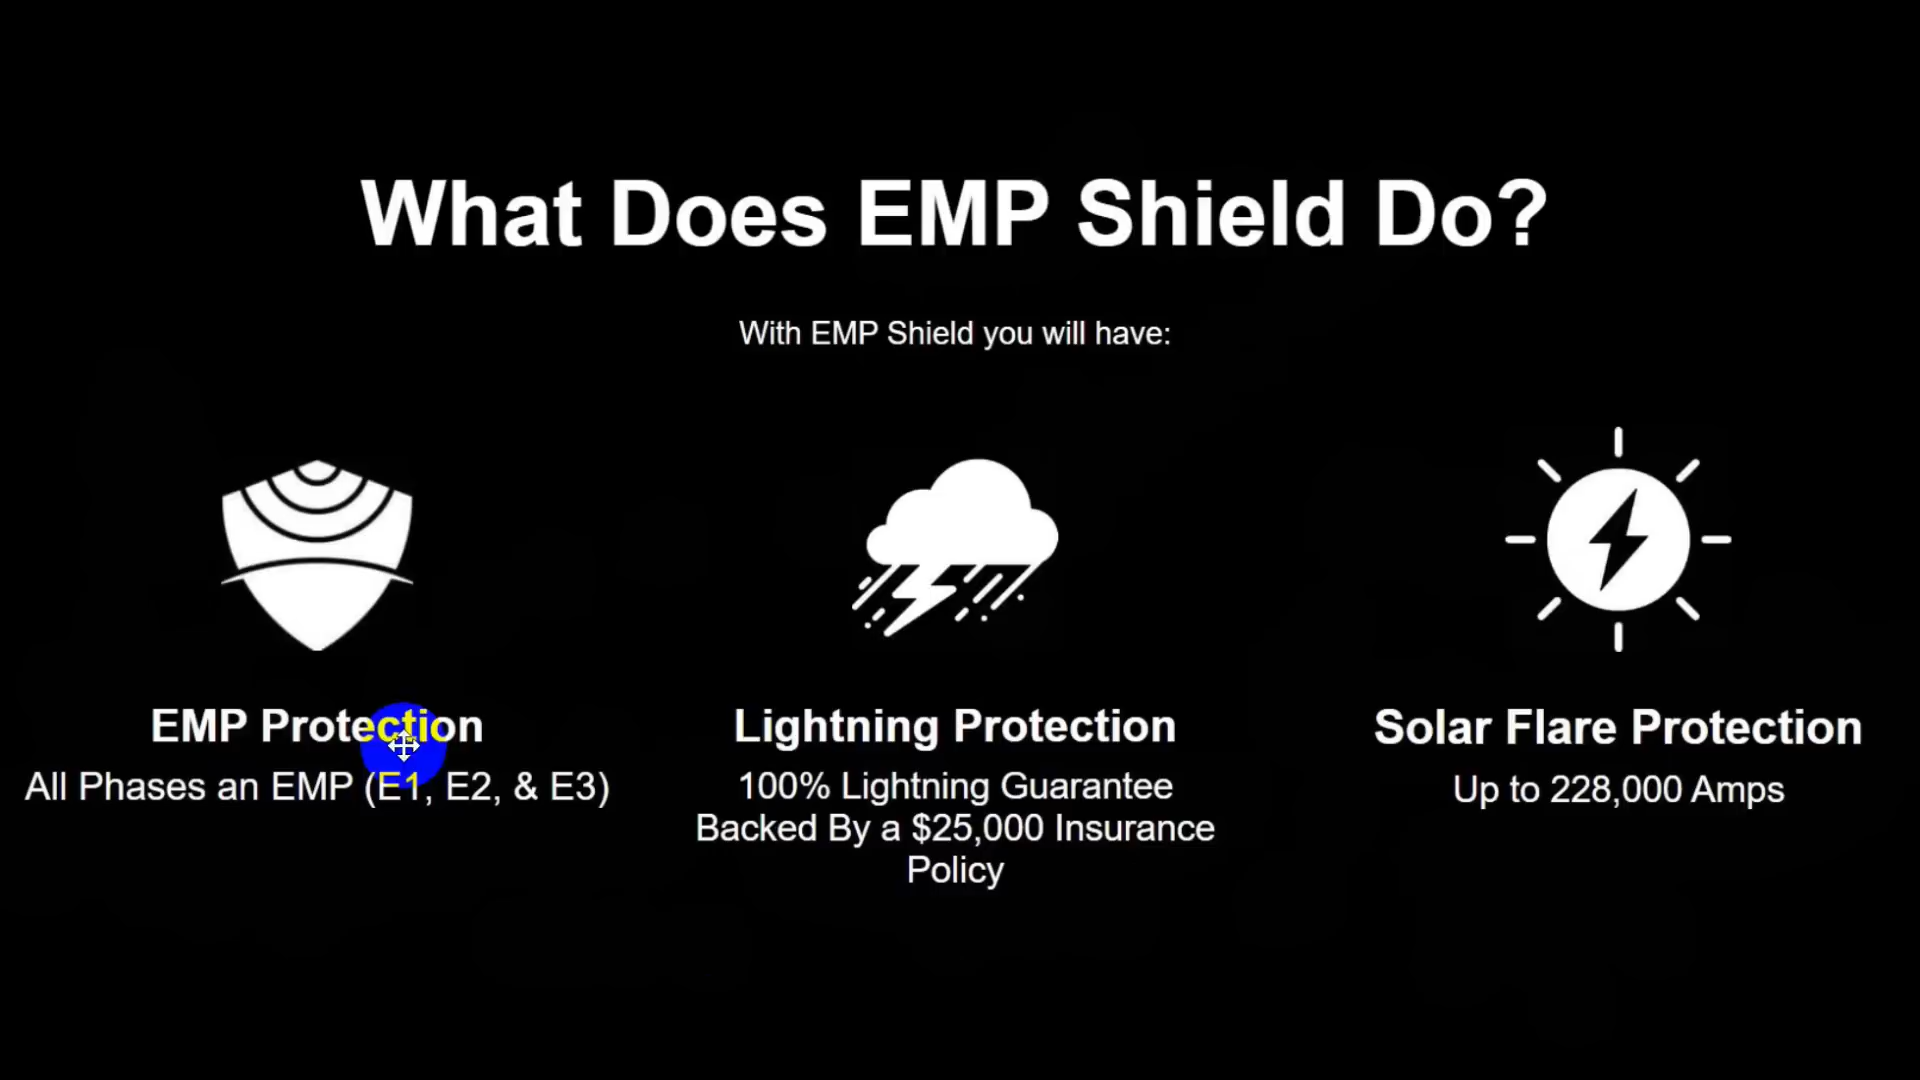 What Does EMP Shield Do?
With EMP Shield you will have:
EMP Protection
All Phases an EMP (E1, E2, & E3)
Lightning Protection
100% Lightning Guarantee
Backed By a $25,000 Insurance
Policy
Solar Flare Protection
Up to 228,000 Amps